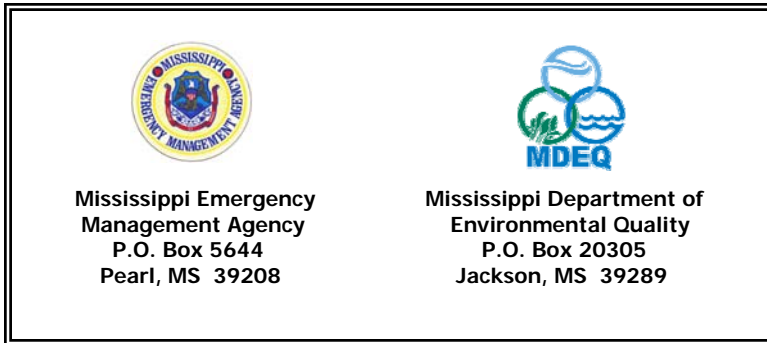 MISSISSIPPI
EMERGENCY MANAGEMENT AGENCY
MDEQ
Mississippi Emergency
Management Agency
P.O. Box 5644
Pearl, MS 39208
Mississippi Department of
Environmental Quality
P.O. Box 20305
Jackson, MS 39289